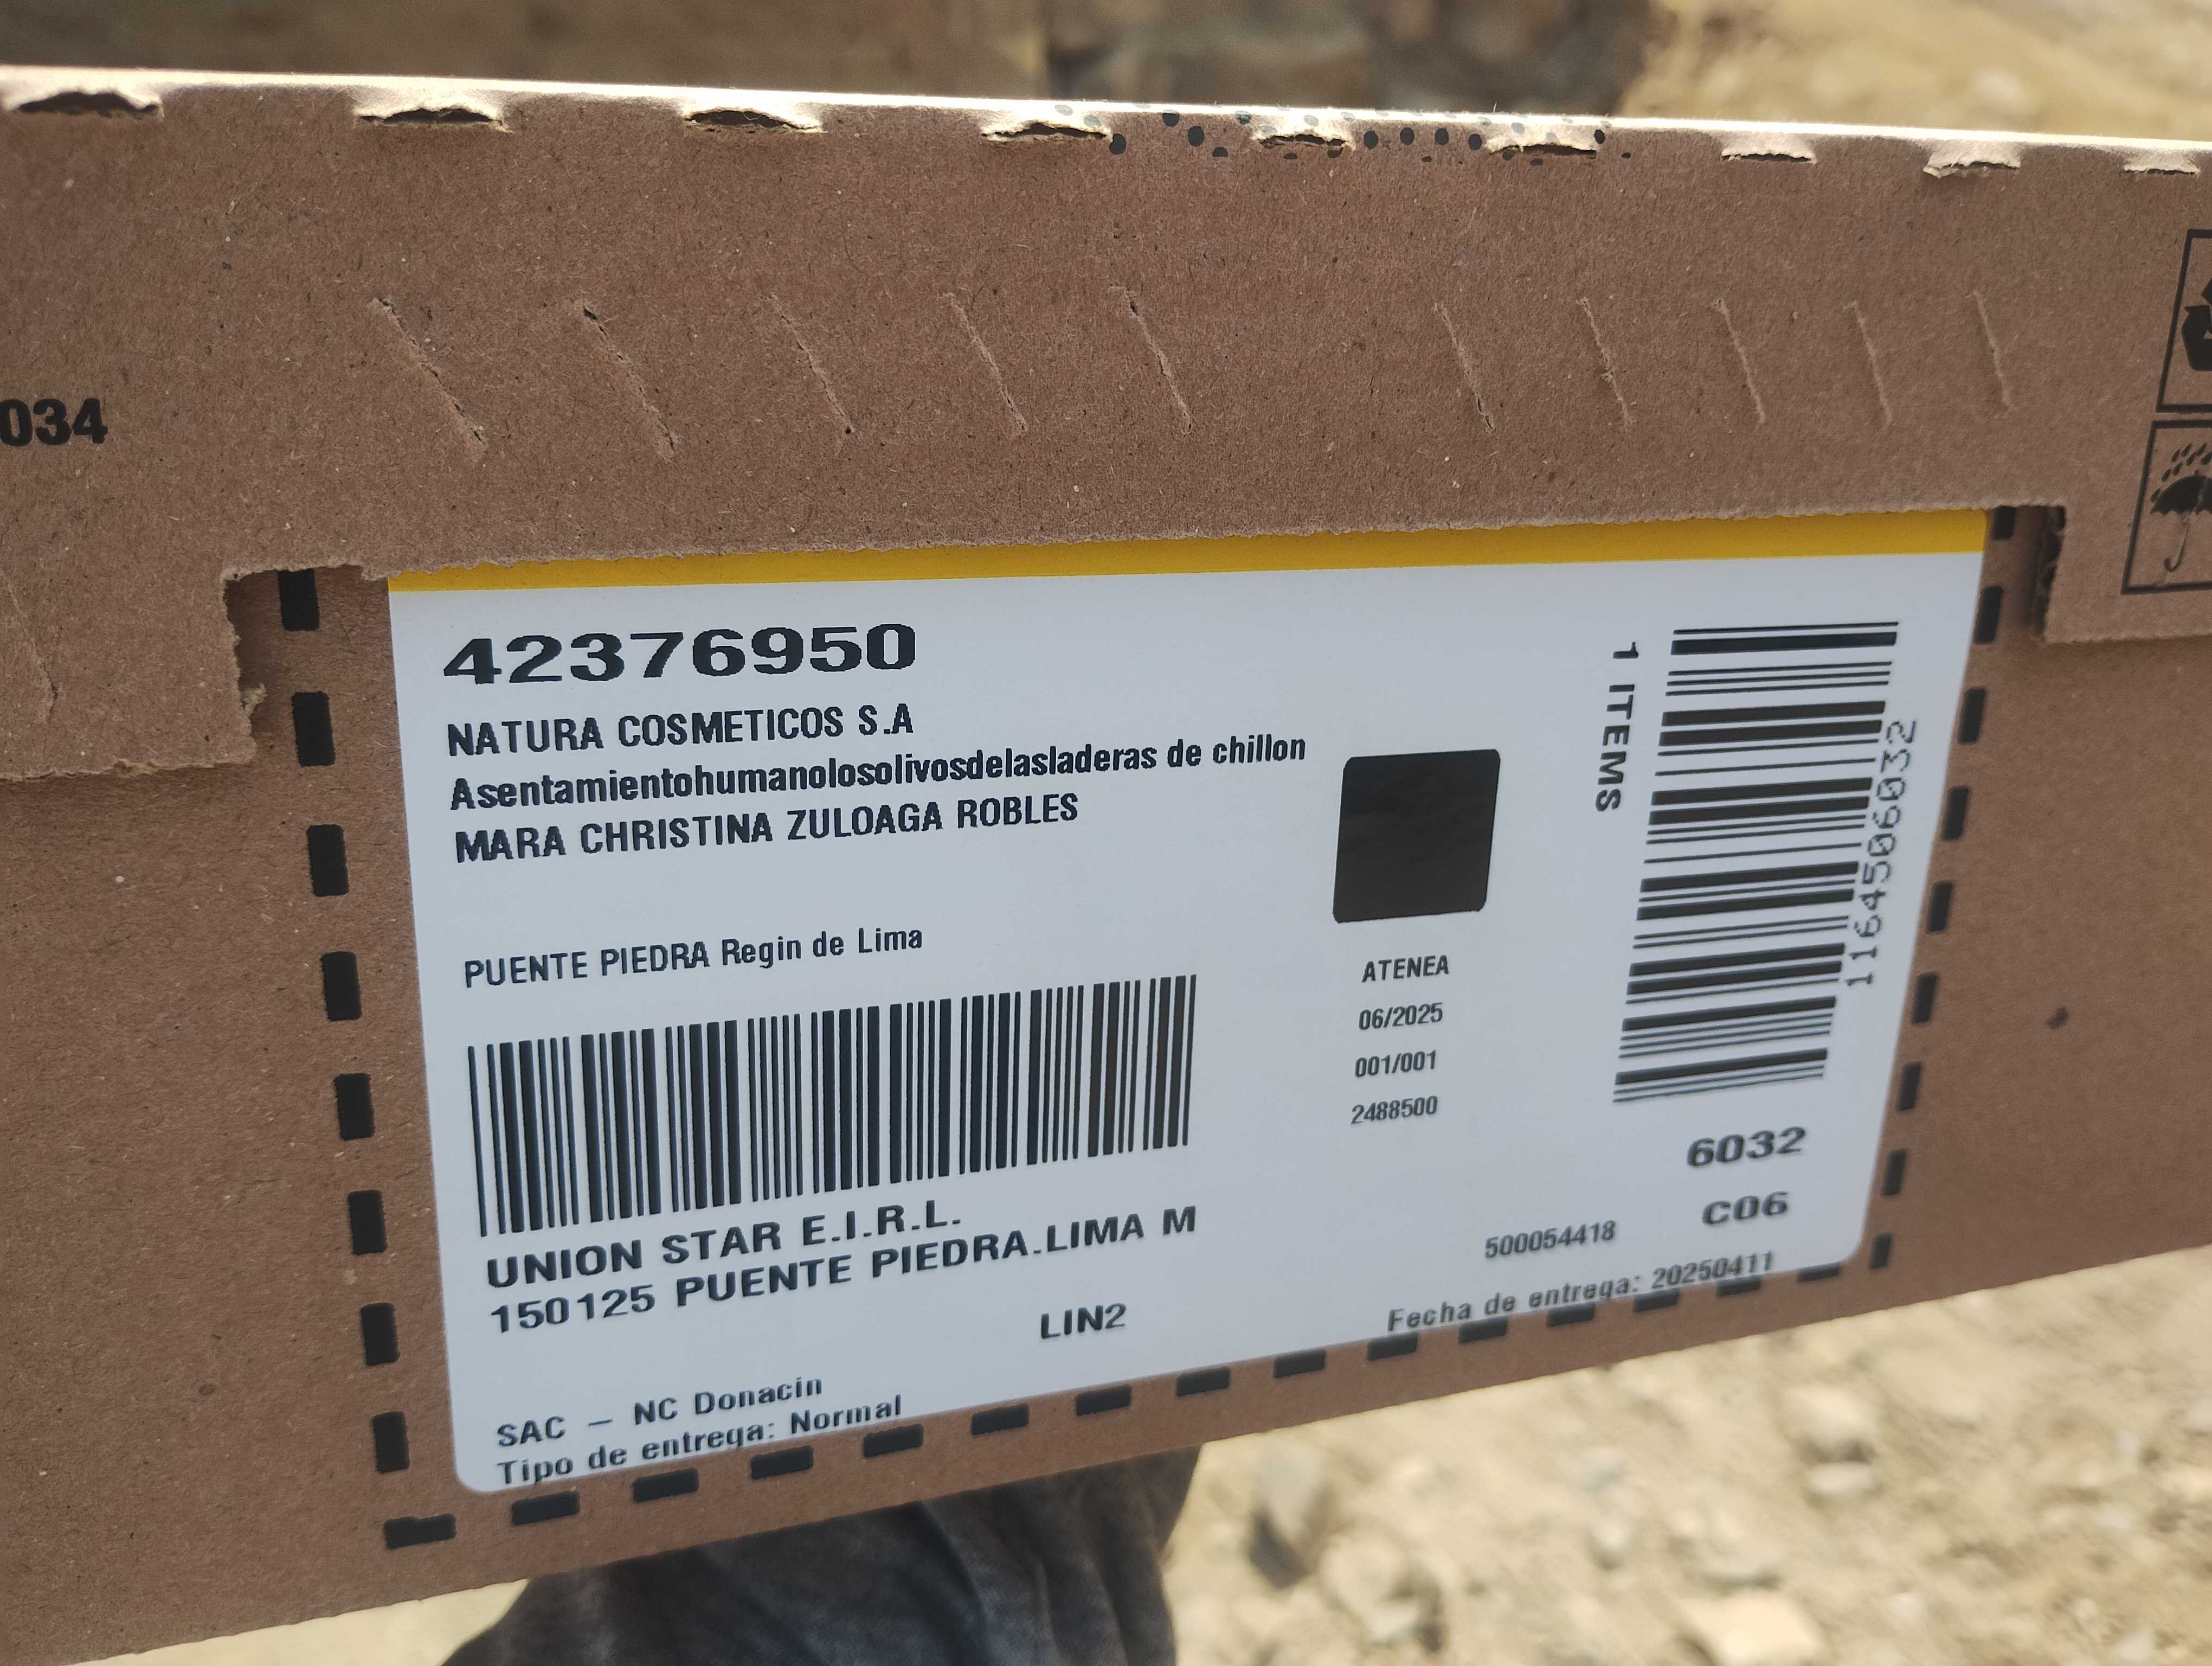 034
42376950
NATURA COSMETICOS S.A
Asentamientohumanolosolivosdelasladeras de chillon
MARA CHRISTINA ZULOAGA ROBLES
PUENTE PIEDRA Regin de Lima
UNION STAR E.I.R.L.
150125 PUENTE PIEDRA.LIMA M
LIN2
SAC – NC Donacin
Tipo de entrega: Normal
ATENEA
06/2025
001/001
2488500
1 ITEMS
1164506032
6032
C06
500054418
Fecha de entrega: 20250411